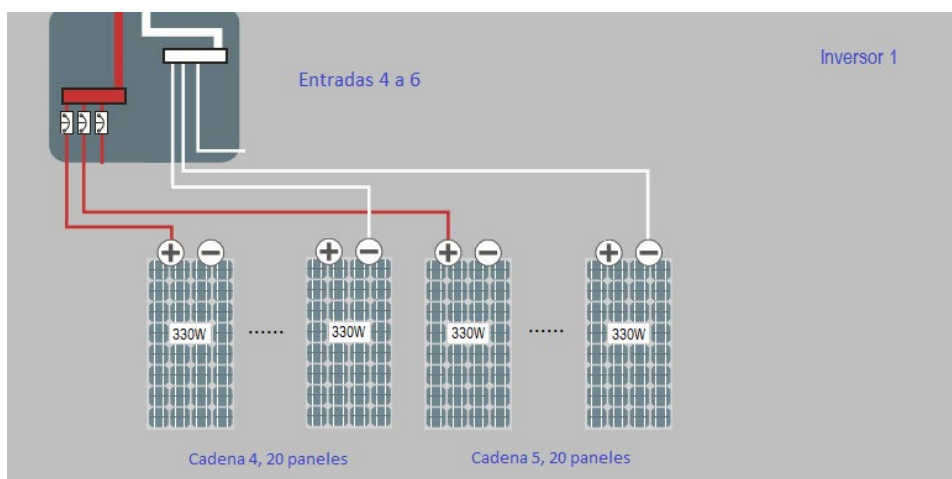 Inversor 1
Entradas 4 a 6
+ − + − + − + −
330W ...... 330W 330W ...... 330W
Cadena 4, 20 paneles
Cadena 5, 20 paneles